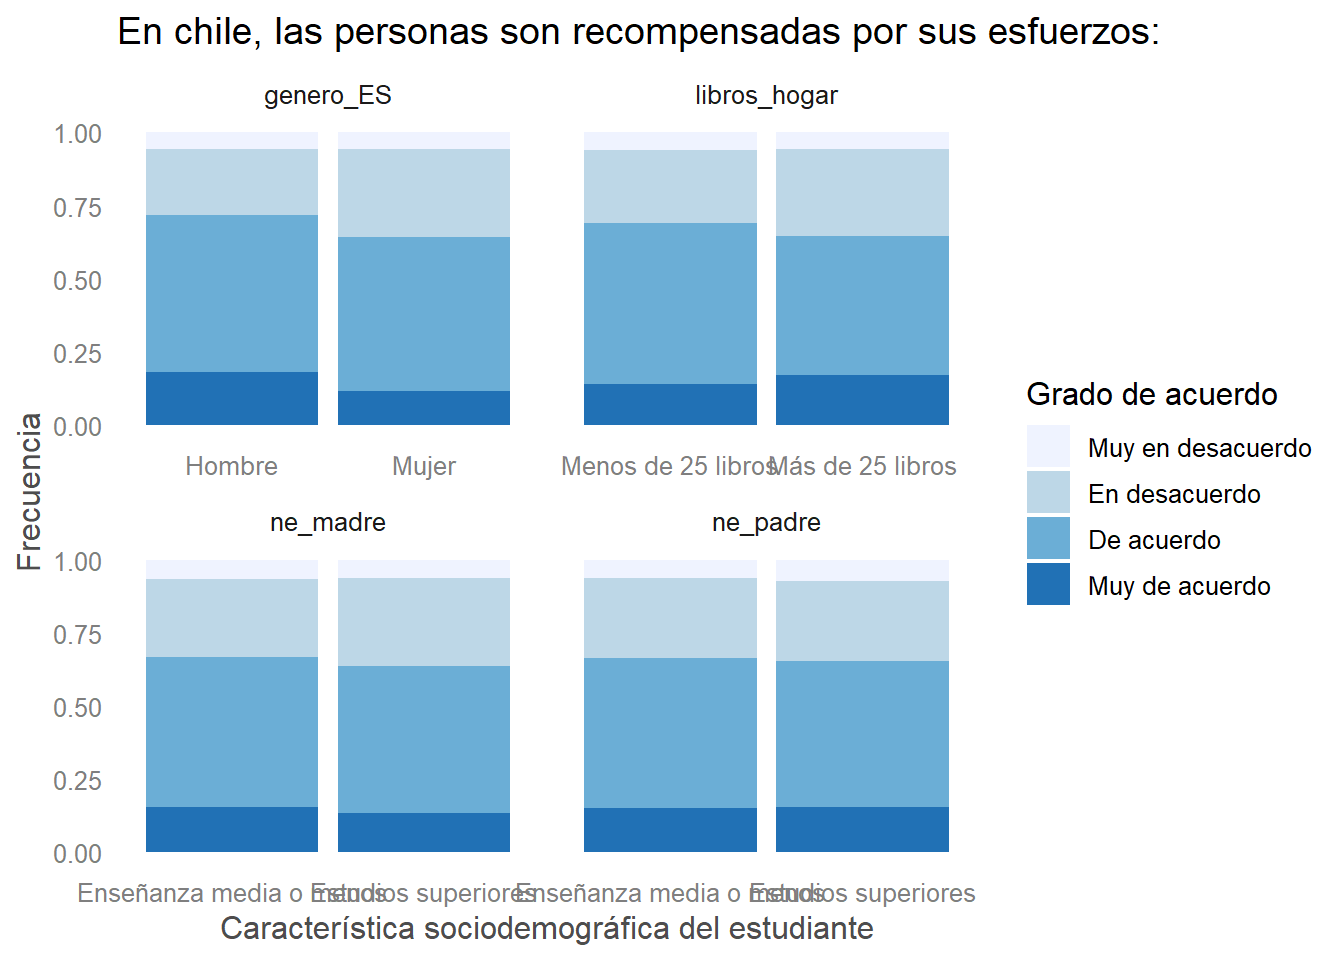 En chile, las personas son recompensadas por sus esfuerzos:
genero_ES
libros_hogar
1.00
0.75
0.50
0.25
0.00
Hombre
Mujer
Menos de 25 libros
Más de 25 libros
ne_madre
ne_padre
1.00
0.75
0.50
0.25
0.00
Enseñanza media o menos
Estudios superiores
Enseñanza media o menos
Estudios superiores
Frecuencia
Característica sociodemográfica del estudiante
Grado de acuerdo
Muy en desacuerdo
En desacuerdo
De acuerdo
Muy de acuerdo